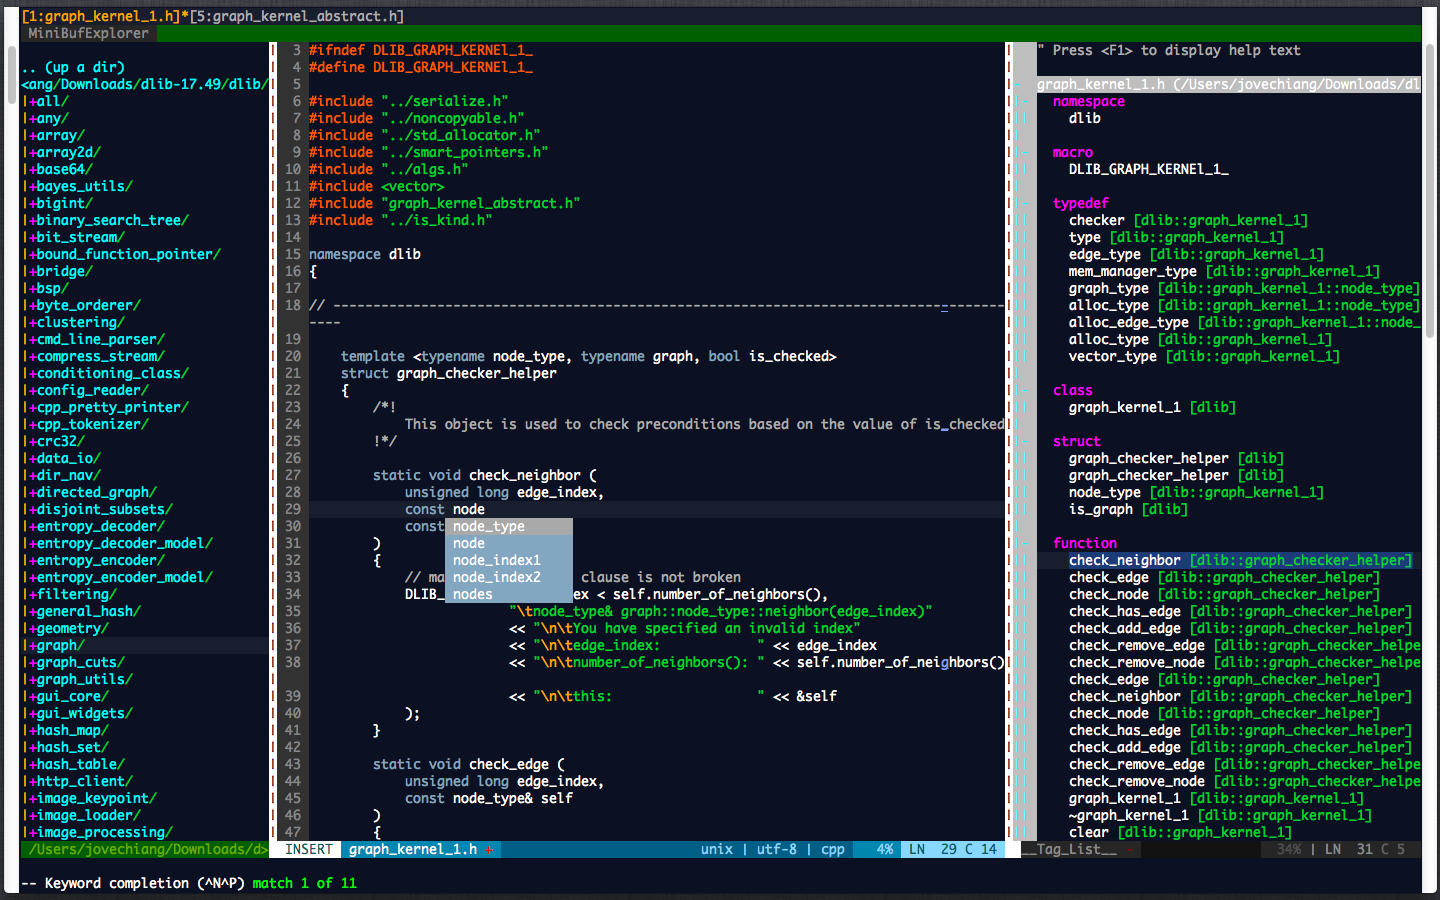 [1:graph_kernel_1.h]*[5:graph_kernel_abstract.h]
MiniBufExplorer
.. (up a dir)
<ang/Downloads/dlib-17.49/dlib/
|+all/
|+any/
|+array/
|+array2d/
|+base64/
|+bayes_utils/
|+bigint/
|+binary_search_tree/
|+bit_stream/
|+bound_function_pointer/
|+bridge/
|+bsp/
|+byte_orderer/
|+clustering/
|+cmd_line_parser/
|+compress_stream/
|+conditioning_class/
|+config_reader/
|+cpp_pretty_printer/
|+cpp_tokenizer/
|+crc32/
|+data_io/
|+dir_nav/
|+directed_graph/
|+disjoint_subsets/
|+entropy_decoder/
|+entropy_decoder_model/
|+entropy_encoder/
|+entropy_encoder_model/
|+filtering/
|+general_hash/
|+geometry/
|+graph/
|+graph_cuts/
|+graph_utils/
|+gui_core/
|+gui_widgets/
|+hash_map/
|+hash_set/
|+hash_table/
|+http_client/
|+image_keypoint/
|+image_loader/
|+image_processing/
/Users/jovechiang/Downloads/d>
3 #ifndef DLIB_GRAPH_KERNEl_1_
4 #define DLIB_GRAPH_KERNEl_1_
5
6 #include "../serialize.h"
7 #include "../noncopyable.h"
8 #include "../std_allocator.h"
9 #include "../smart_pointers.h"
10 #include "../algs.h"
11 #include <vector>
12 #include "graph_kernel_abstract.h"
13 #include "../is_kind.h"
14
15 namespace dlib
16 {
17
18 // ------------------------------------------------------------------------------------
----
19
20 template <typename node_type, typename graph, bool is_checked>
21 struct graph_checker_helper
22 {
23 /*!
24 This object is used to check preconditions based on the value of is_checked
25 !*/
26
27 static void check_neighbor (
28 unsigned long edge_index,
29 const node
30 const node_type
31 ) node
32 { node_index1
33 // ma node_index2 clause is not broken
34 DLIB_ nodes ex < self.number_of_neighbors(),
35 "\tnode_type& graph::node_type::neighbor(edge_index)"
36 << "\n\tYou have specified an invalid index"
37 << "\n\tedge_index: " << edge_index
38 << "\n\tnumber_of_neighbors(): " << self.number_of_neighbors()
39 << "\n\tthis: " << &self
40 );
41 }
42
43 static void check_edge (
44 unsigned long edge_index,
45 const node_type& self
46 )
47 {
INSERT graph_kernel_1.h + unix | utf-8 | cpp 4% LN 29 C 14
" Press <F1> to display help text
graph_kernel_1.h (/Users/jovechiang/Downloads/dl
namespace
dlib
macro
DLIB_GRAPH_KERNEl_1_
typedef
checker [dlib::graph_kernel_1]
type [dlib::graph_kernel_1]
edge_type [dlib::graph_kernel_1]
mem_manager_type [dlib::graph_kernel_1]
graph_type [dlib::graph_kernel_1::node_type]
alloc_type [dlib::graph_kernel_1::node_type]
alloc_edge_type [dlib::graph_kernel_1::node_
alloc_type [dlib::graph_kernel_1]
vector_type [dlib::graph_kernel_1]
class
graph_kernel_1 [dlib]
struct
graph_checker_helper [dlib]
graph_checker_helper [dlib]
node_type [dlib::graph_kernel_1]
is_graph [dlib]
function
check_neighbor [dlib::graph_checker_helper]
check_edge [dlib::graph_checker_helper]
check_node [dlib::graph_checker_helper]
check_has_edge [dlib::graph_checker_helper]
check_add_edge [dlib::graph_checker_helper]
check_remove_edge [dlib::graph_checker_helpe
check_remove_node [dlib::graph_checker_helpe
check_edge [dlib::graph_checker_helper]
check_neighbor [dlib::graph_checker_helper]
check_node [dlib::graph_checker_helper]
check_has_edge [dlib::graph_checker_helper]
check_add_edge [dlib::graph_checker_helper]
check_remove_edge [dlib::graph_checker_helpe
check_remove_node [dlib::graph_checker_helpe
graph_kernel_1 [dlib::graph_kernel_1]
~graph_kernel_1 [dlib::graph_kernel_1]
clear [dlib::graph_kernel_1]
__Tag_List__ 34% | LN 31 C 5
-- Keyword completion (^N^P) match 1 of 11